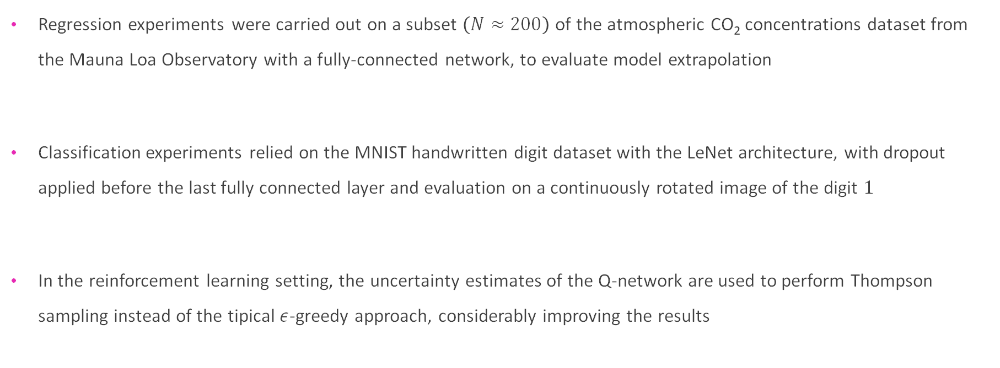 • Regression experiments were carried out on a subset (N ≈ 200) of the atmospheric CO₂ concentrations dataset from
the Mauna Loa Observatory with a fully-connected network, to evaluate model extrapolation
• Classification experiments relied on the MNIST handwritten digit dataset with the LeNet architecture, with dropout
applied before the last fully connected layer and evaluation on a continuously rotated image of the digit 1
• In the reinforcement learning setting, the uncertainty estimates of the Q-network are used to perform Thompson
sampling instead of the tipical ϵ-greedy approach, considerably improving the results